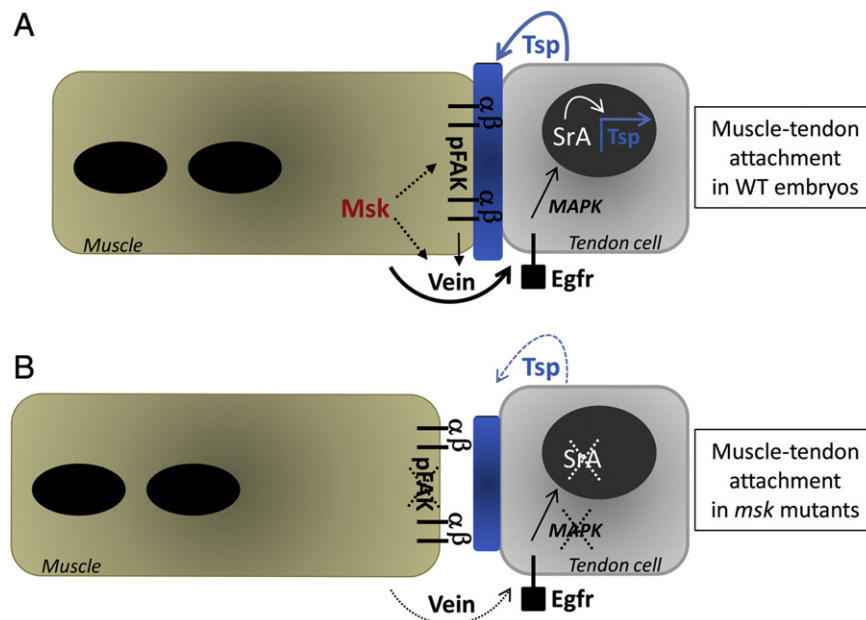 A
Tsp
α
β
pFAK
α
β
SrA
Tsp
Msk
MAPK
Muscle
Tendon cell
Vein
Egfr
Muscle-tendon
attachment
in WT embryos
B
Tsp
α
β
pFAK
α
β
SrA
MAPK
Muscle
Tendon cell
Vein
Egfr
Muscle-tendon
attachment
in msk mutants